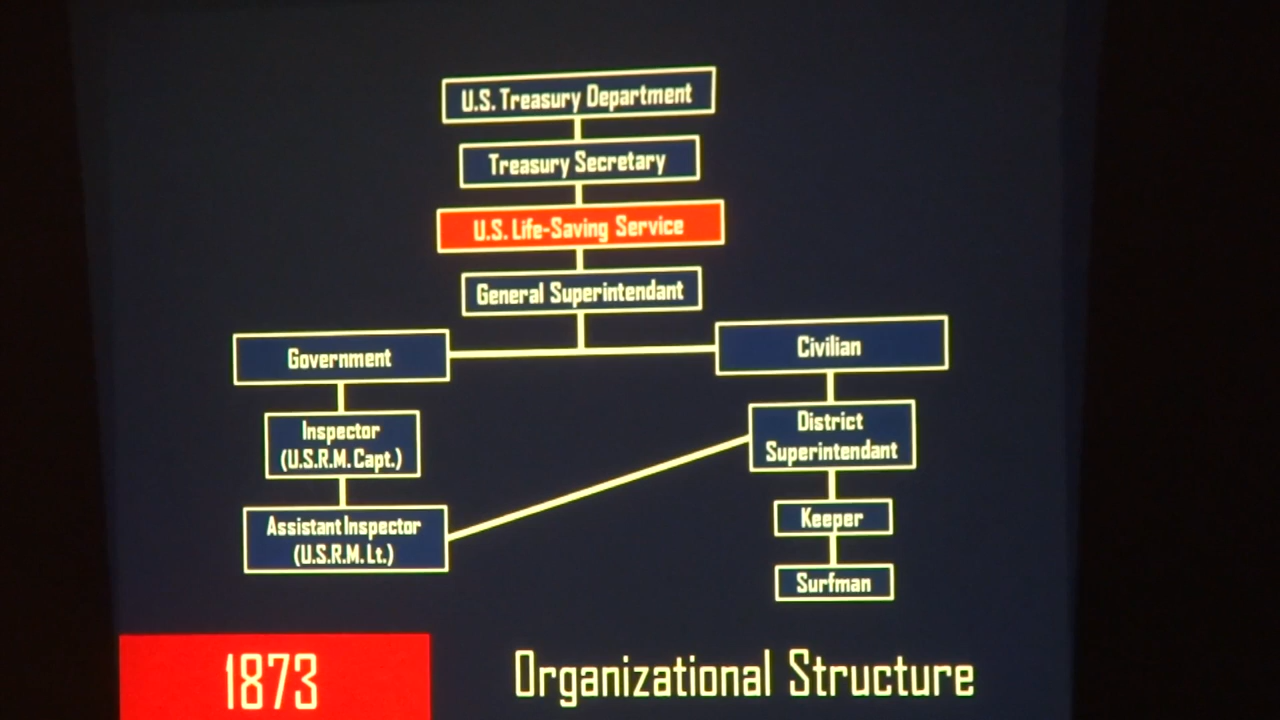 U.S. Treasury Department
Treasury Secretary
U.S. Life-Saving Service
General Superintendant
Government
Civilian
Inspector
(U.S.R.M. Capt.)
District
Superintendant
Assistant Inspector
(U.S.R.M. Lt.)
Keeper
Surfman
1873
Organizational Structure